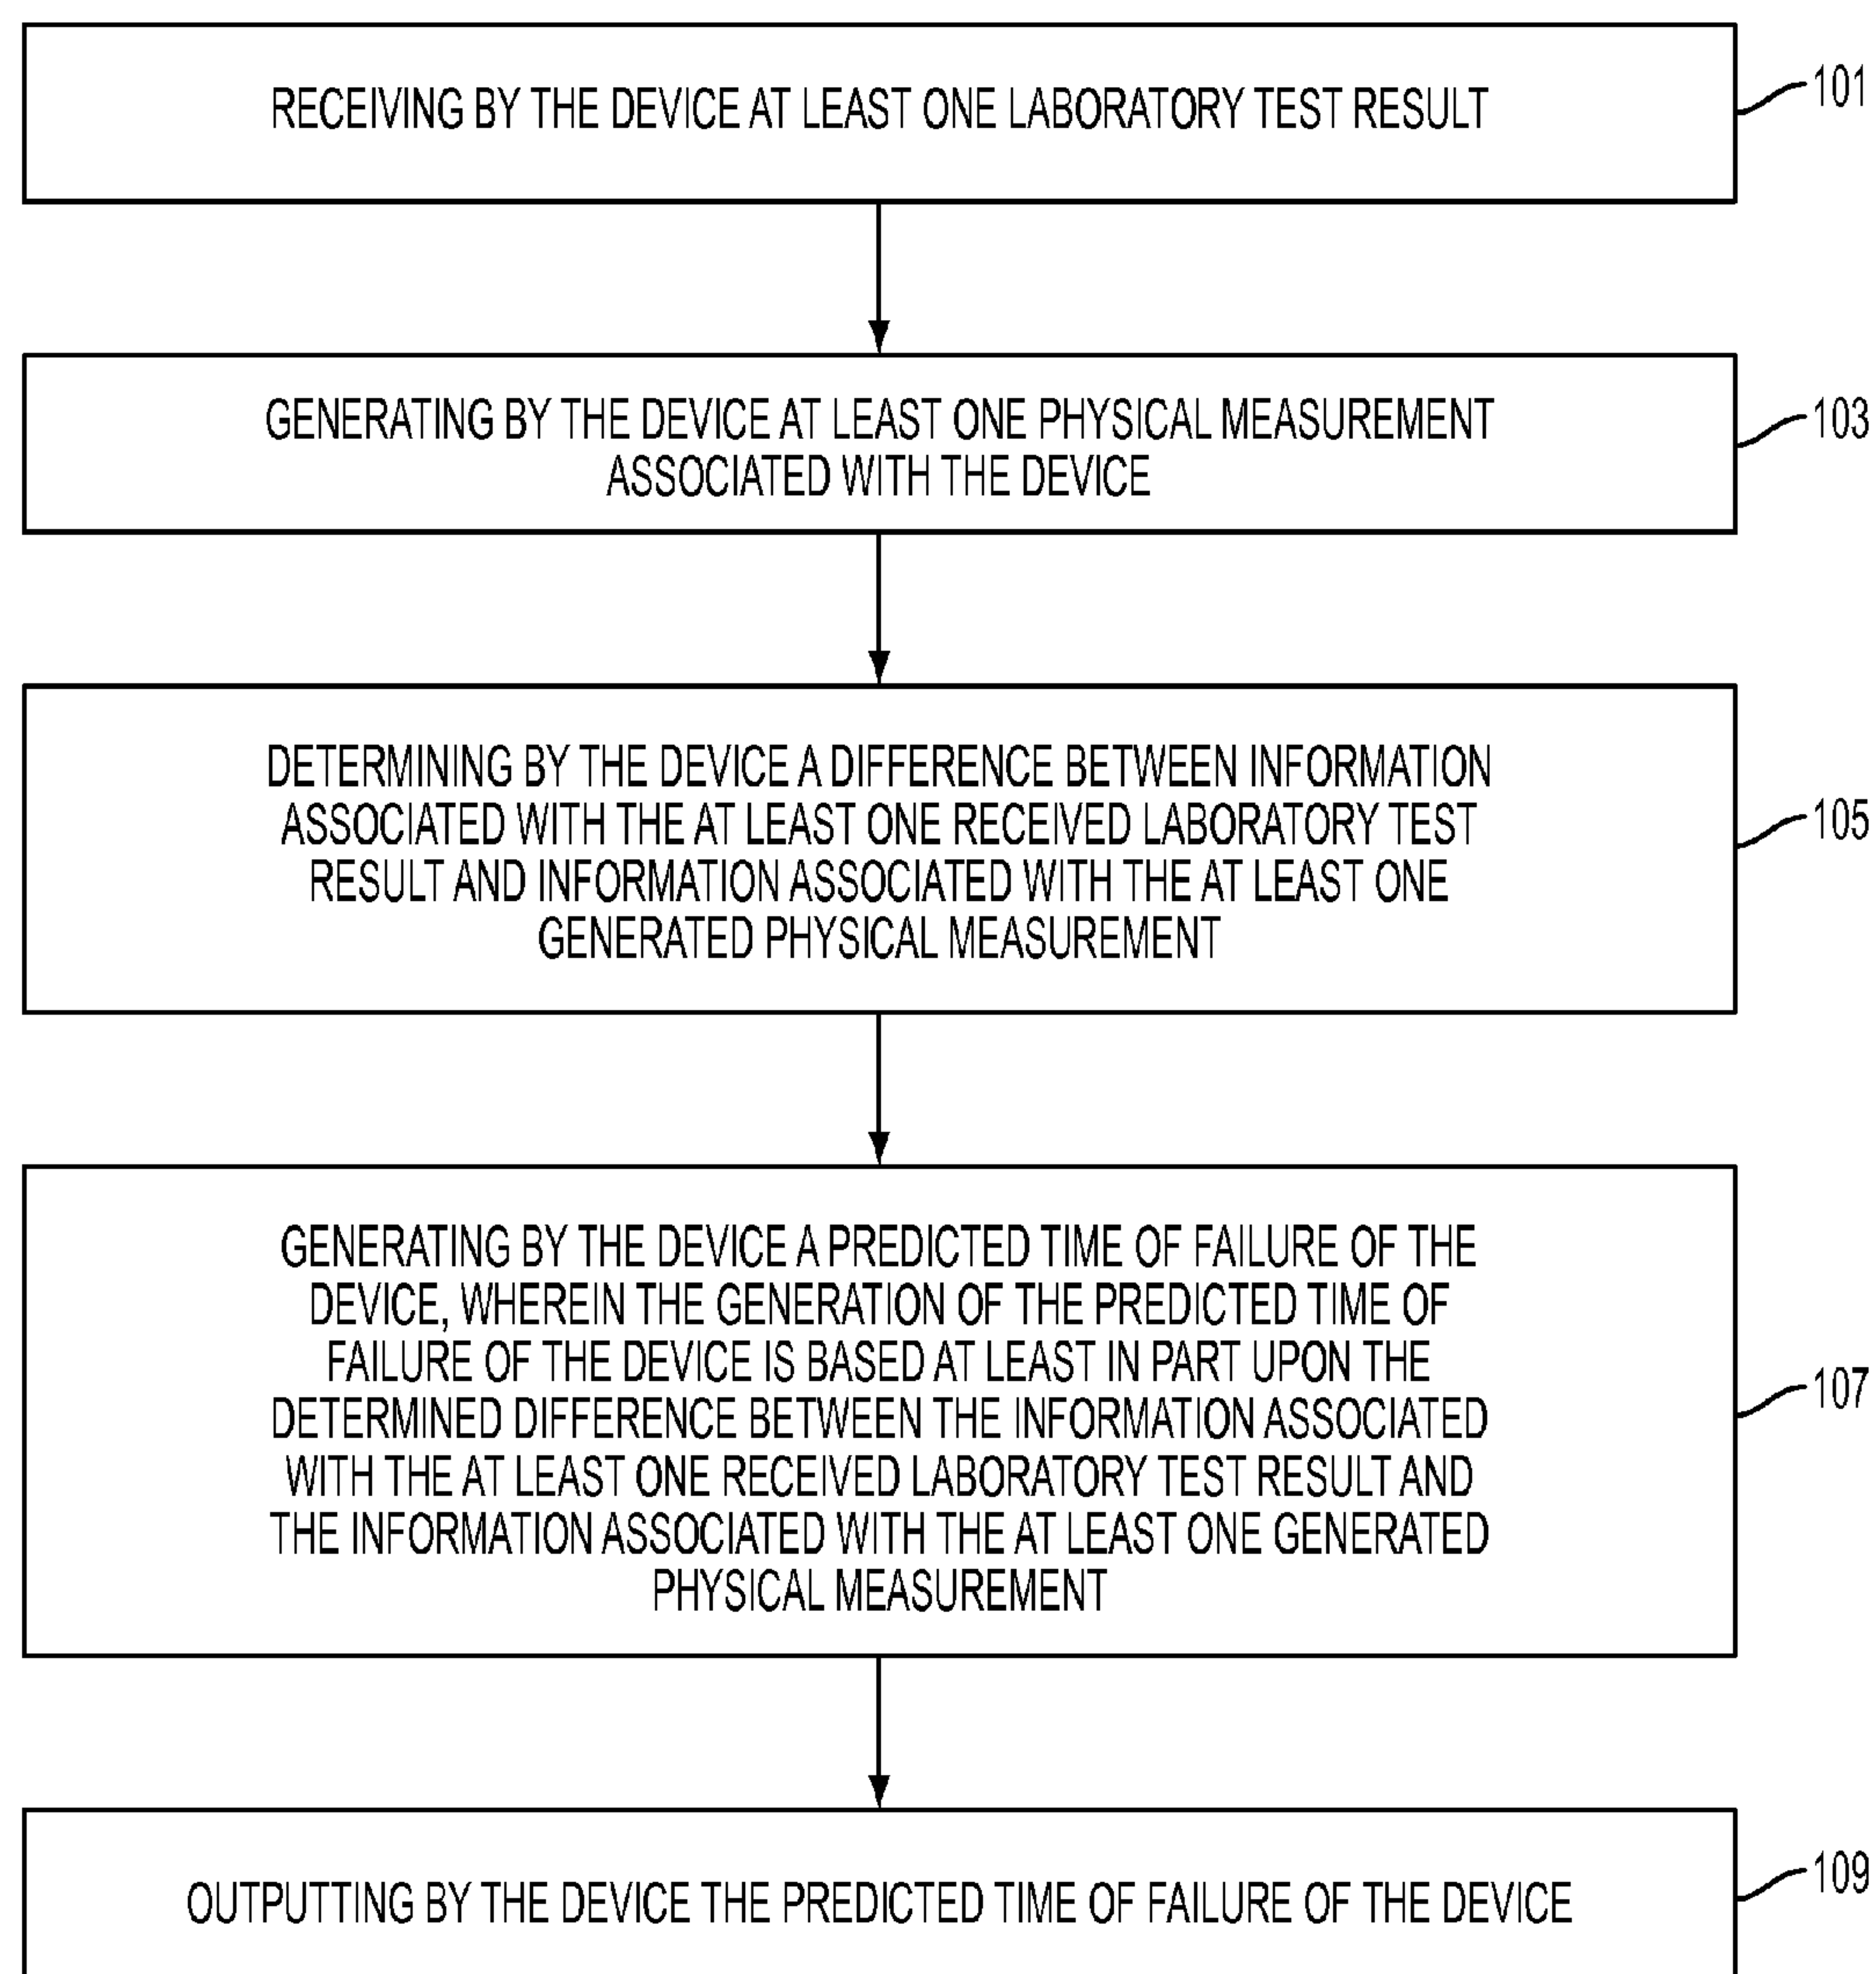 RECEIVING BY THE DEVICE AT LEAST ONE LABORATORY TEST RESULT
101
GENERATING BY THE DEVICE AT LEAST ONE PHYSICAL MEASUREMENT
ASSOCIATED WITH THE DEVICE
103
DETERMINING BY THE DEVICE A DIFFERENCE BETWEEN INFORMATION
ASSOCIATED WITH THE AT LEAST ONE RECEIVED LABORATORY TEST
RESULT AND INFORMATION ASSOCIATED WITH THE AT LEAST ONE
GENERATED PHYSICAL MEASUREMENT
105
GENERATING BY THE DEVICE A PREDICTED TIME OF FAILURE OF THE
DEVICE, WHEREIN THE GENERATION OF THE PREDICTED TIME OF
FAILURE OF THE DEVICE IS BASED AT LEAST IN PART UPON THE
DETERMINED DIFFERENCE BETWEEN THE INFORMATION ASSOCIATED
WITH THE AT LEAST ONE RECEIVED LABORATORY TEST RESULT AND
THE INFORMATION ASSOCIATED WITH THE AT LEAST ONE GENERATED
PHYSICAL MEASUREMENT
107
OUTPUTTING BY THE DEVICE THE PREDICTED TIME OF FAILURE OF THE DEVICE
109